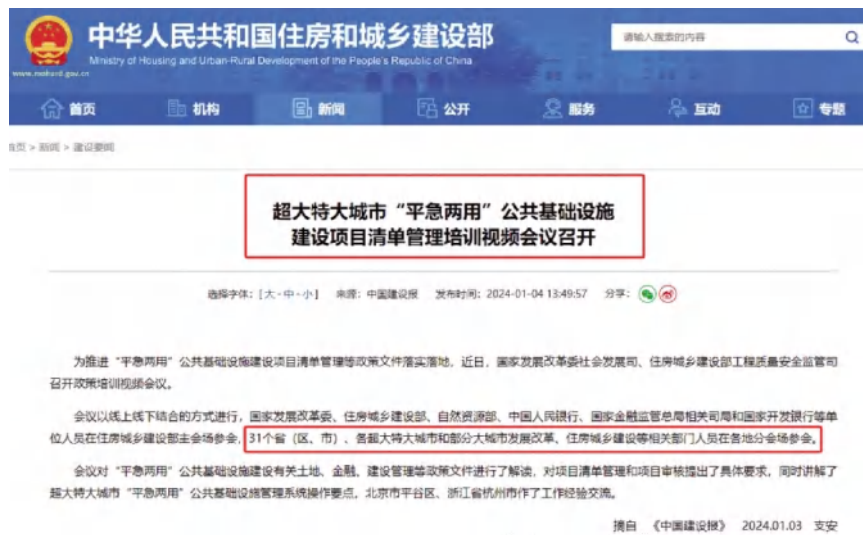 中华人民共和国住房和城乡建设部
Ministry of Housing and Urban-Rural Development of the People's Republic of China
www.mohurd.gov.cn
请输入搜索的内容
首页 机构 新闻 公开 服务 互动 专题
首页 > 新闻 > 建设要闻
超大特大城市“平急两用”公共基础设施
建设项目清单管理培训视频会议召开
选择字体：[大-中-小] 来源：中国建设报 发布时间：2024-01-04 13:49:57 分享：
为推进“平急两用”公共基础设施建设项目清单管理等政策文件落实落地，近日，国家发展改革委社会发展司、住房城乡建设部工程质量安全监管司
召开政策培训视频会议。
会议以线上线下结合的方式进行，国家发展改革委、住房城乡建设部、自然资源部、中国人民银行、国家金融监管总局相关司局和国家开发银行等单
位人员在住房城乡建设部主会场参会，31个省（区、市）、各超大特大城市和部分大城市发展改革、住房城乡建设等相关部门人员在各地分会场参会。
会议对“平急两用”公共基础设施建设有关土地、金融、建设管理等政策文件进行了解读，对项目清单管理和项目审核提出了具体要求，同时讲解了
超大特大城市“平急两用”公共基础设施管理系统操作要点，北京市平谷区、浙江省杭州市作了工作经验交流。
摘自 《中国建设报》 2024.01.03 支安